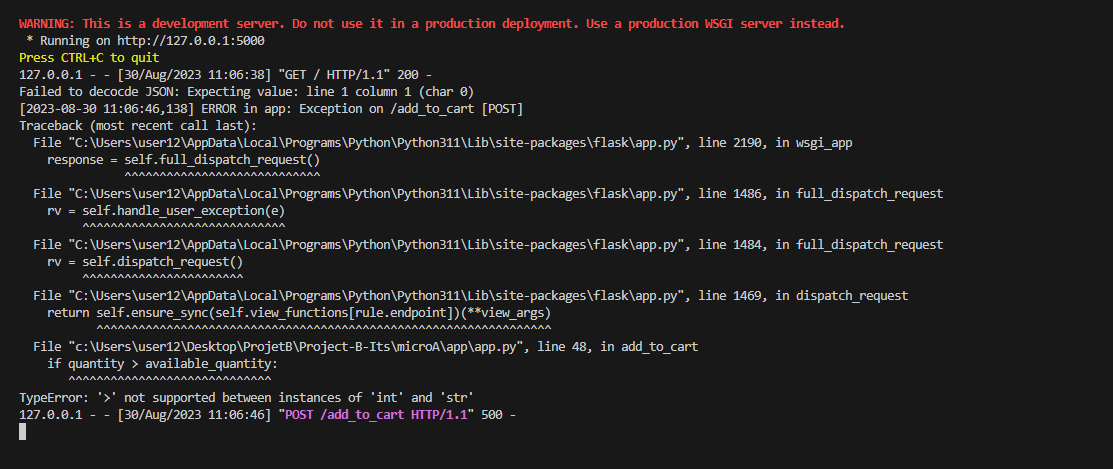 WARNING: This is a development server. Do not use it in a production deployment. Use a production WSGI server instead.
 * Running on http://127.0.0.1:5000
Press CTRL+C to quit
127.0.0.1 - - [30/Aug/2023 11:06:38] "GET / HTTP/1.1" 200 -
Failed to decocde JSON: Expecting value: line 1 column 1 (char 0)
[2023-08-30 11:06:46,138] ERROR in app: Exception on /add_to_cart [POST]
Traceback (most recent call last):
  File "C:\Users\user12\AppData\Local\Programs\Python\Python311\Lib\site-packages\flask\app.py", line 2190, in wsgi_app
    response = self.full_dispatch_request()
               ^^^^^^^^^^^^^^^^^^^^^^^^^^^^
  File "C:\Users\user12\AppData\Local\Programs\Python\Python311\Lib\site-packages\flask\app.py", line 1486, in full_dispatch_request
    rv = self.handle_user_exception(e)
         ^^^^^^^^^^^^^^^^^^^^^^^^^^^^^
  File "C:\Users\user12\AppData\Local\Programs\Python\Python311\Lib\site-packages\flask\app.py", line 1484, in full_dispatch_request
    rv = self.dispatch_request()
         ^^^^^^^^^^^^^^^^^^^^^^^
  File "C:\Users\user12\AppData\Local\Programs\Python\Python311\Lib\site-packages\flask\app.py", line 1469, in dispatch_request
    return self.ensure_sync(self.view_functions[rule.endpoint])(**view_args)
           ^^^^^^^^^^^^^^^^^^^^^^^^^^^^^^^^^^^^^^^^^^^^^^^^^^^^^^^^^^^^^^^^^
  File "c:\Users\user12\Desktop\ProjetB\Project-B-Its\microA\app\app.py", line 48, in add_to_cart
    if quantity > available_quantity:
       ^^^^^^^^^^^^^^^^^^^^^^^^^^^^^
TypeError: '>' not supported between instances of 'int' and 'str'
127.0.0.1 - - [30/Aug/2023 11:06:46] "POST /add_to_cart HTTP/1.1" 500 -